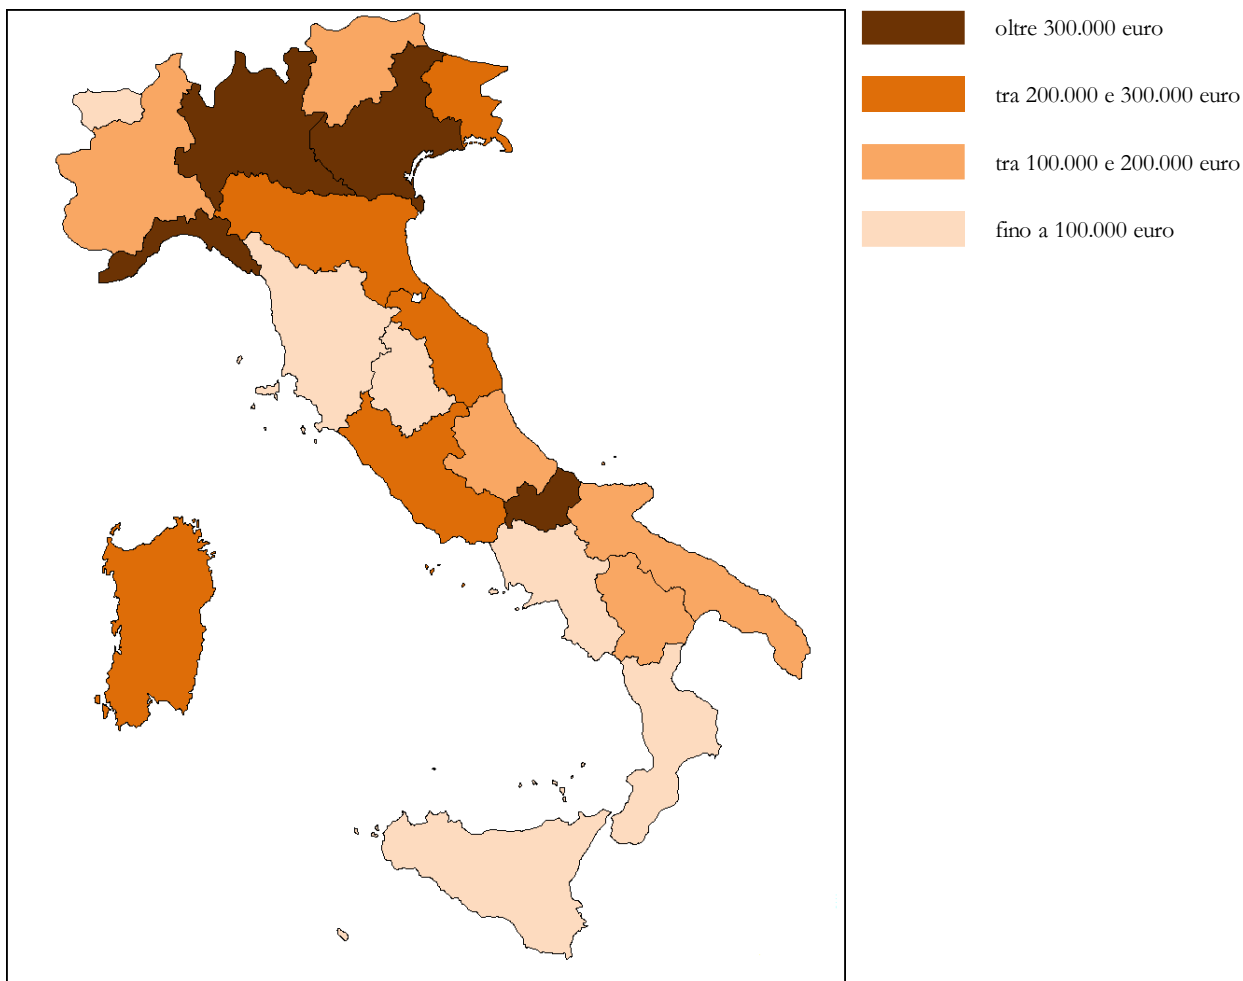 oltre 300.000 euro
tra 200.000 e 300.000 euro
tra 100.000 e 200.000 euro
fino a 100.000 euro